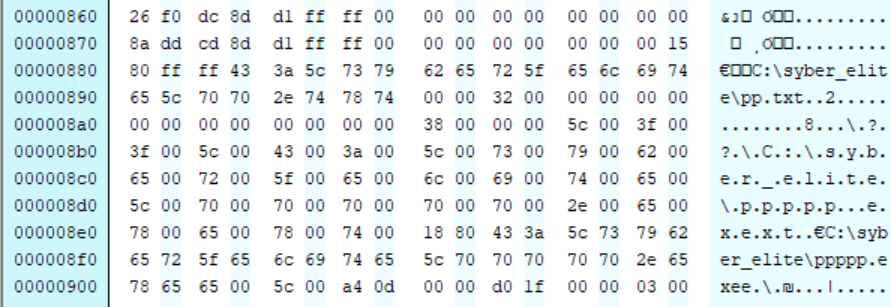 00000860 26 f0 dc 8d d1 ff ff 00 00 00 00 00 00 00 00 00 &נ□
00000870 8a dd cd 8d d1 ff ff 00 00 00 00 00 00 00 00 15
00000880 80 ff ff 43 3a 5c 73 79 62 65 72 5f 65 6c 69 74 €□□C:\syber_elit
00000890 65 5c 70 70 2e 74 78 74 00 00 32 00 00 00 00 00 e\pp.txt..2.....
000008a0 00 00 00 00 00 00 00 00 38 00 00 00 5c 00 3f 00 ........8...\.?.
000008b0 3f 00 5c 00 43 00 3a 00 5c 00 73 00 79 00 62 00 ?.\.C.:.\.s.y.b.
000008c0 65 00 72 00 5f 00 65 00 6c 00 69 00 74 00 65 00 e.r._.e.l.i.t.e.
000008d0 5c 00 70 00 70 00 70 00 70 00 70 00 2e 00 65 00 \.p.p.p.p.p...e.
000008e0 78 00 65 00 78 00 74 00 18 80 43 3a 5c 73 79 62 x.e.x.t..€C:\syb
000008f0 65 72 5f 65 6c 69 74 65 5c 70 70 70 70 70 2e 65 er_elite\ppppp.e
00000900 78 65 65 00 5c 00 a4 0d 00 00 d0 1f 00 00 03 00 xee.\.₪...׀.....